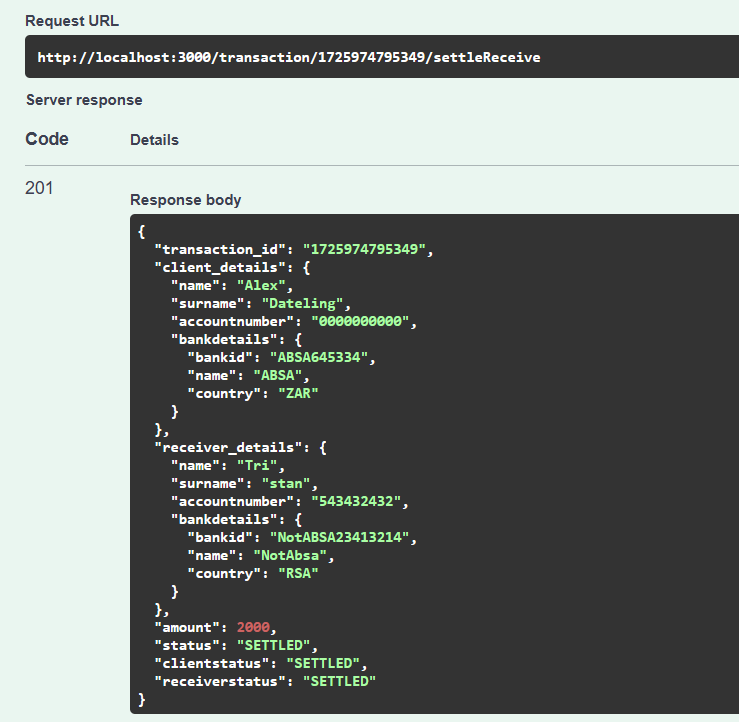 Request URL
http://localhost:3000/transaction/1725974795349/settleReceive
Server response
Code Details
201
Response body
{
  "transaction_id": "1725974795349",
  "client_details": {
    "name": "Alex",
    "surname": "Dateling",
    "accountnumber": "0000000000",
    "bankdetails": {
      "bankid": "ABSA645334",
      "name": "ABSA",
      "country": "ZAR"
    }
  },
  "receiver_details": {
    "name": "Tri",
    "surname": "stan",
    "accountnumber": "543432432",
    "bankdetails": {
      "bankid": "NotABSA23413214",
      "name": "NotAbsa",
      "country": "RSA"
    }
  },
  "amount": 2000,
  "status": "SETTLED",
  "clientstatus": "SETTLED",
  "receiverstatus": "SETTLED"
}